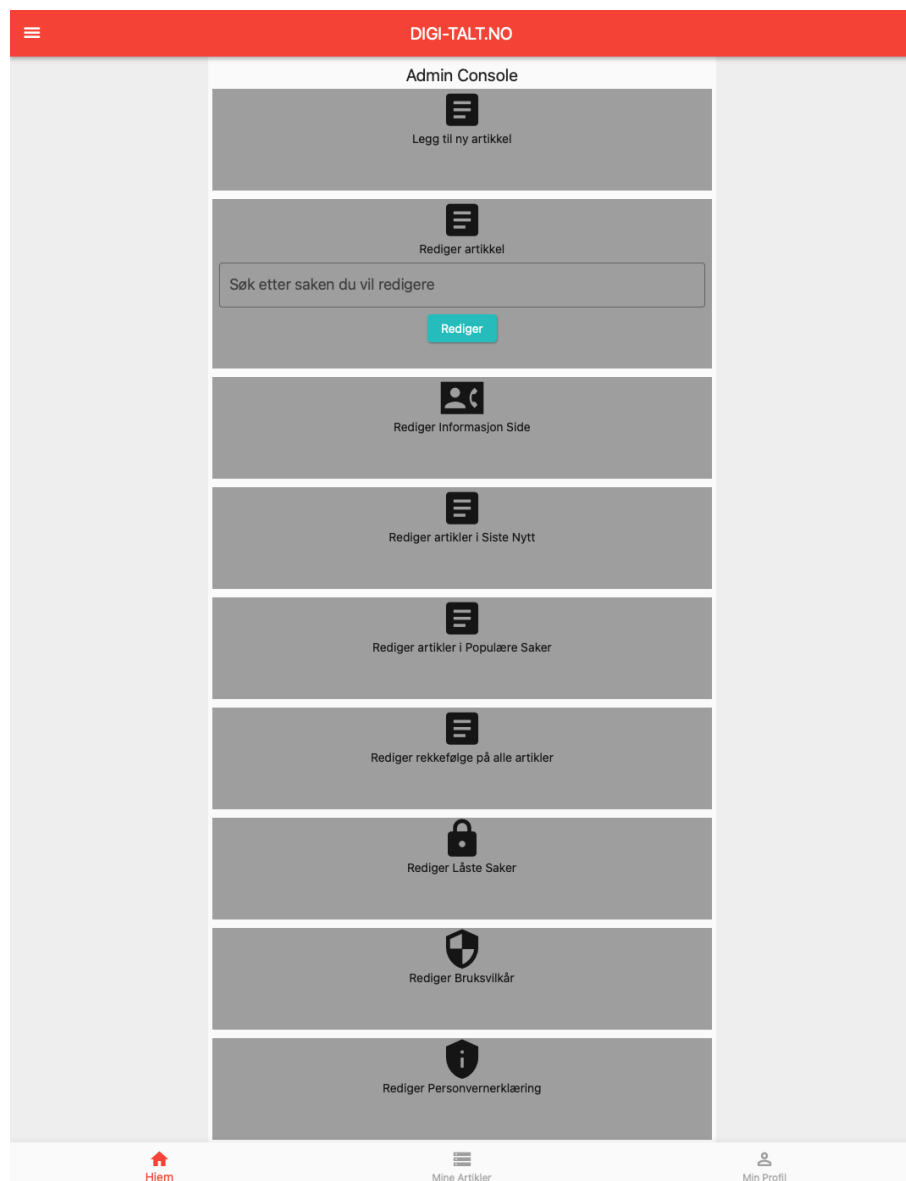 DIGI-TALT.NO
Admin Console
Legg til ny artikkel
Rediger artikkel
Søk etter saken du vil redigere
Rediger
Rediger Informasjon Side
Rediger artikler i Siste Nytt
Rediger artikler i Populære Saker
Rediger rekkefølge på alle artikler
Rediger Låste Saker
Rediger Bruksvilkår
Rediger Personvernerklæring
Hjem
Mine Artikler
Min Profil